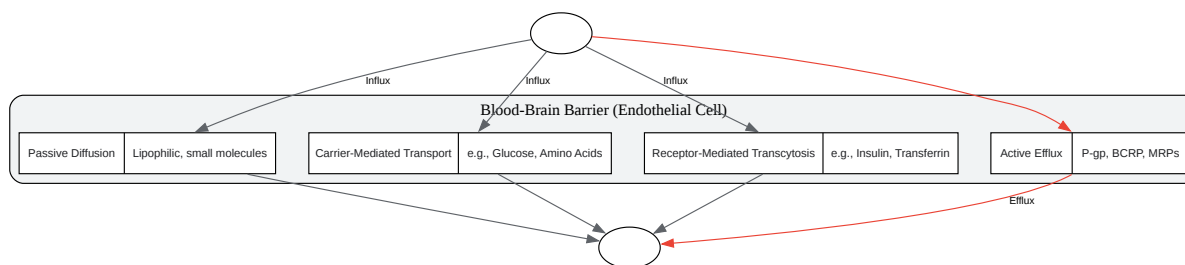 Influx
Influx
Influx
Blood-Brain Barrier (Endothelial Cell)
Passive Diffusion
Lipophilic, small molecules
Carrier-Mediated Transport
e.g., Glucose, Amino Acids
Receptor-Mediated Transcytosis
e.g., Insulin, Transferrin
Active Efflux
P-gp, BCRP, MRPs
Efflux